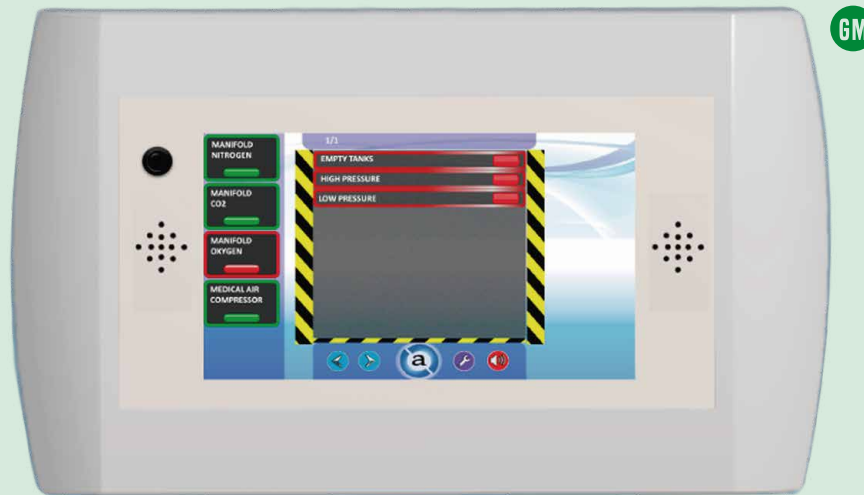 GM
MANIFOLD
NITROGEN
MANIFOLD
CO2
MANIFOLD
OXYGEN
MEDICAL AIR
COMPRESSOR
1/1
EMPTY TANKS
HIGH PRESSURE
LOW PRESSURE
a